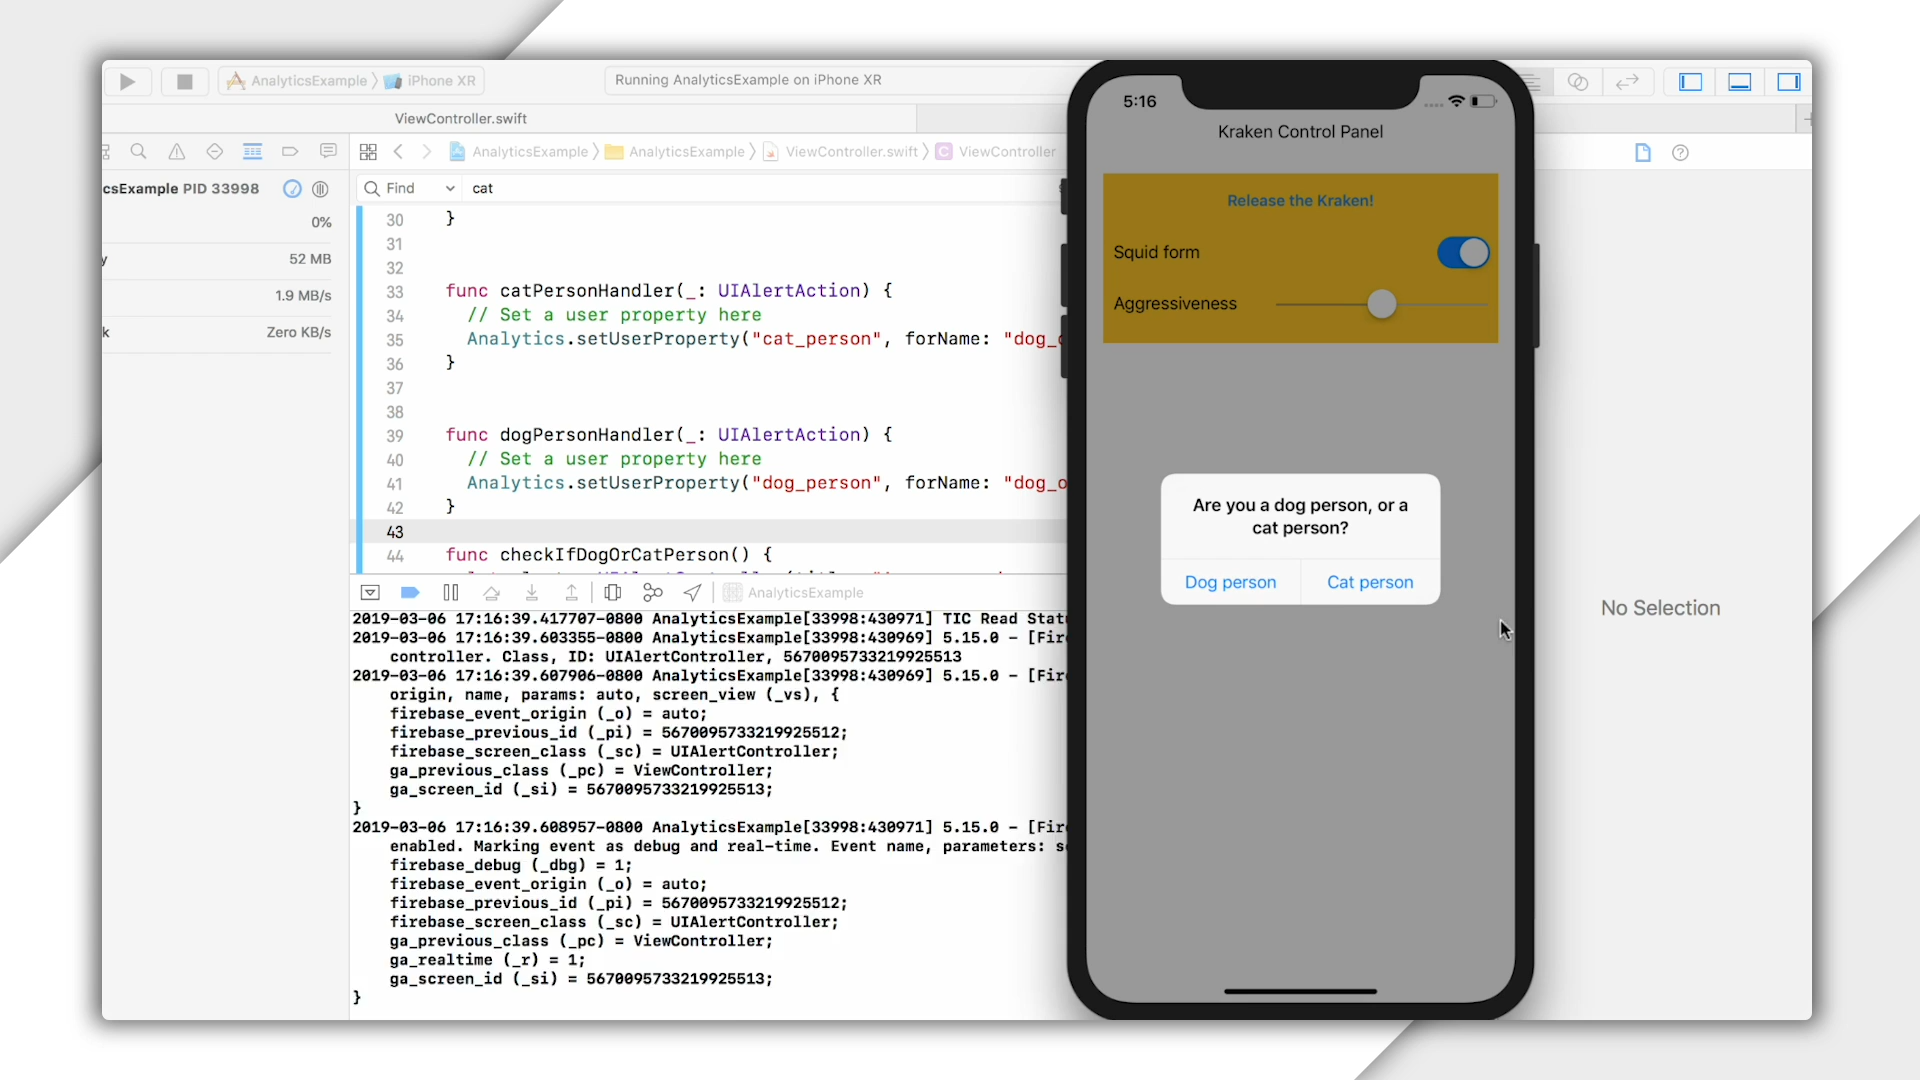 AnalyticsExample 〉 iPhone XR
Running AnalyticsExample on iPhone XR
ViewController.swift
AnalyticsExample 〉 AnalyticsExample 〉 ViewController.swift 〉 C ViewController
csExample PID 33998
0%
y 52 MB
1.9 MB/s
k Zero KB/s
Find cat
30 }
31
32
33 func catPersonHandler(_: UIAlertAction) {
34 // Set a user property here
35 Analytics.setUserProperty("cat_person", forName: "dog_o
36 }
37
38
39 func dogPersonHandler(_: UIAlertAction) {
40 // Set a user property here
41 Analytics.setUserProperty("dog_person", forName: "dog_o
42 }
43
44 func checkIfDogOrCatPerson() {
AnalyticsExample
2019-03-06 17:16:39.417707-0800 AnalyticsExample[33998:430971] TIC Read Statu
2019-03-06 17:16:39.603355-0800 AnalyticsExample[33998:430969] 5.15.0 - [Fire
controller. Class, ID: UIAlertController, 5670095733219925513
2019-03-06 17:16:39.607906-0800 AnalyticsExample[33998:430969] 5.15.0 - [Fire
origin, name, params: auto, screen_view (_vs), {
firebase_event_origin (_o) = auto;
firebase_previous_id (_pi) = 5670095733219925512;
firebase_screen_class (_sc) = UIAlertController;
ga_previous_class (_pc) = ViewController;
ga_screen_id (_si) = 5670095733219925513;
}
2019-03-06 17:16:39.608957-0800 AnalyticsExample[33998:430971] 5.15.0 - [Fire
enabled. Marking event as debug and real-time. Event name, parameters: sc
firebase_debug (_dbg) = 1;
firebase_event_origin (_o) = auto;
firebase_previous_id (_pi) = 5670095733219925512;
firebase_screen_class (_sc) = UIAlertController;
ga_previous_class (_pc) = ViewController;
ga_realtime (_r) = 1;
ga_screen_id (_si) = 5670095733219925513;
}
5:16
Kraken Control Panel
Release the Kraken!
Squid form
Aggressiveness
Are you a dog person, or a
cat person?
Dog person
Cat person
No Selection